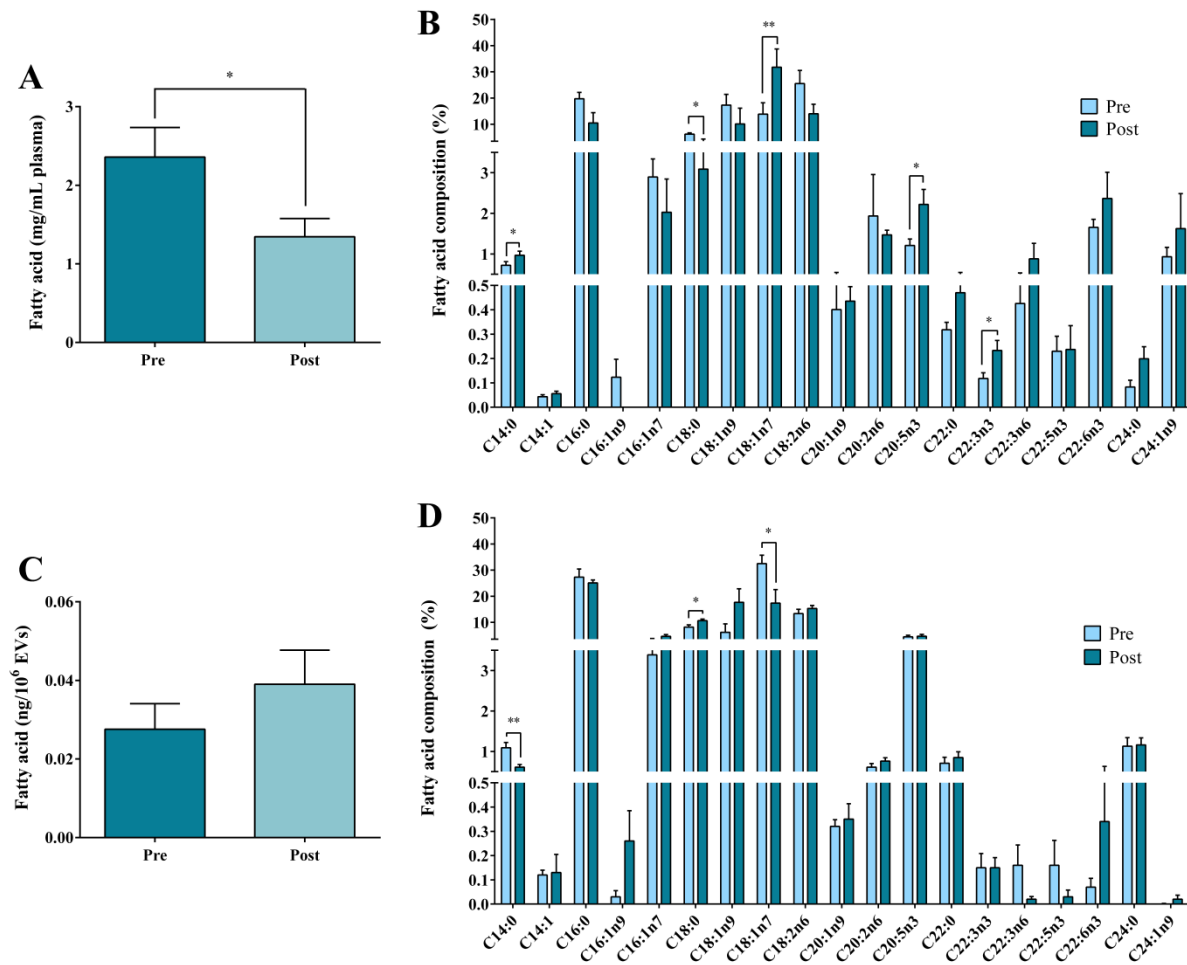 A
Fatty acid (mg/mL plasma)
3
2
1
0
*
Pre
Post
B
Fatty acid composition (%)
50
40
30
20
10
3
2
1
0.5
0.4
0.3
0.2
0.1
0.0
*
*
**
*
*
Pre
Post
C14:0
C14:1
C16:0
C16:1n9
C16:1n7
C18:0
C18:1n9
C18:1n7
C18:2n6
C20:1n9
C20:2n6
C20:5n3
C22:0
C22:3n3
C22:3n6
C22:5n3
C22:6n3
C24:0
C24:1n9
C
Fatty acid (ng/10⁶ EVs)
0.06
0.04
0.02
0.00
Pre
Post
D
Fatty acid composition (%)
50
40
30
20
10
3
2
1
0.5
0.4
0.3
0.2
0.1
0.0
**
*
*
Pre
Post
C14:0
C14:1
C16:0
C16:1n9
C16:1n7
C18:0
C18:1n9
C18:1n7
C18:2n6
C20:1n9
C20:2n6
C20:5n3
C22:0
C22:3n3
C22:3n6
C22:5n3
C22:6n3
C24:0
C24:1n9